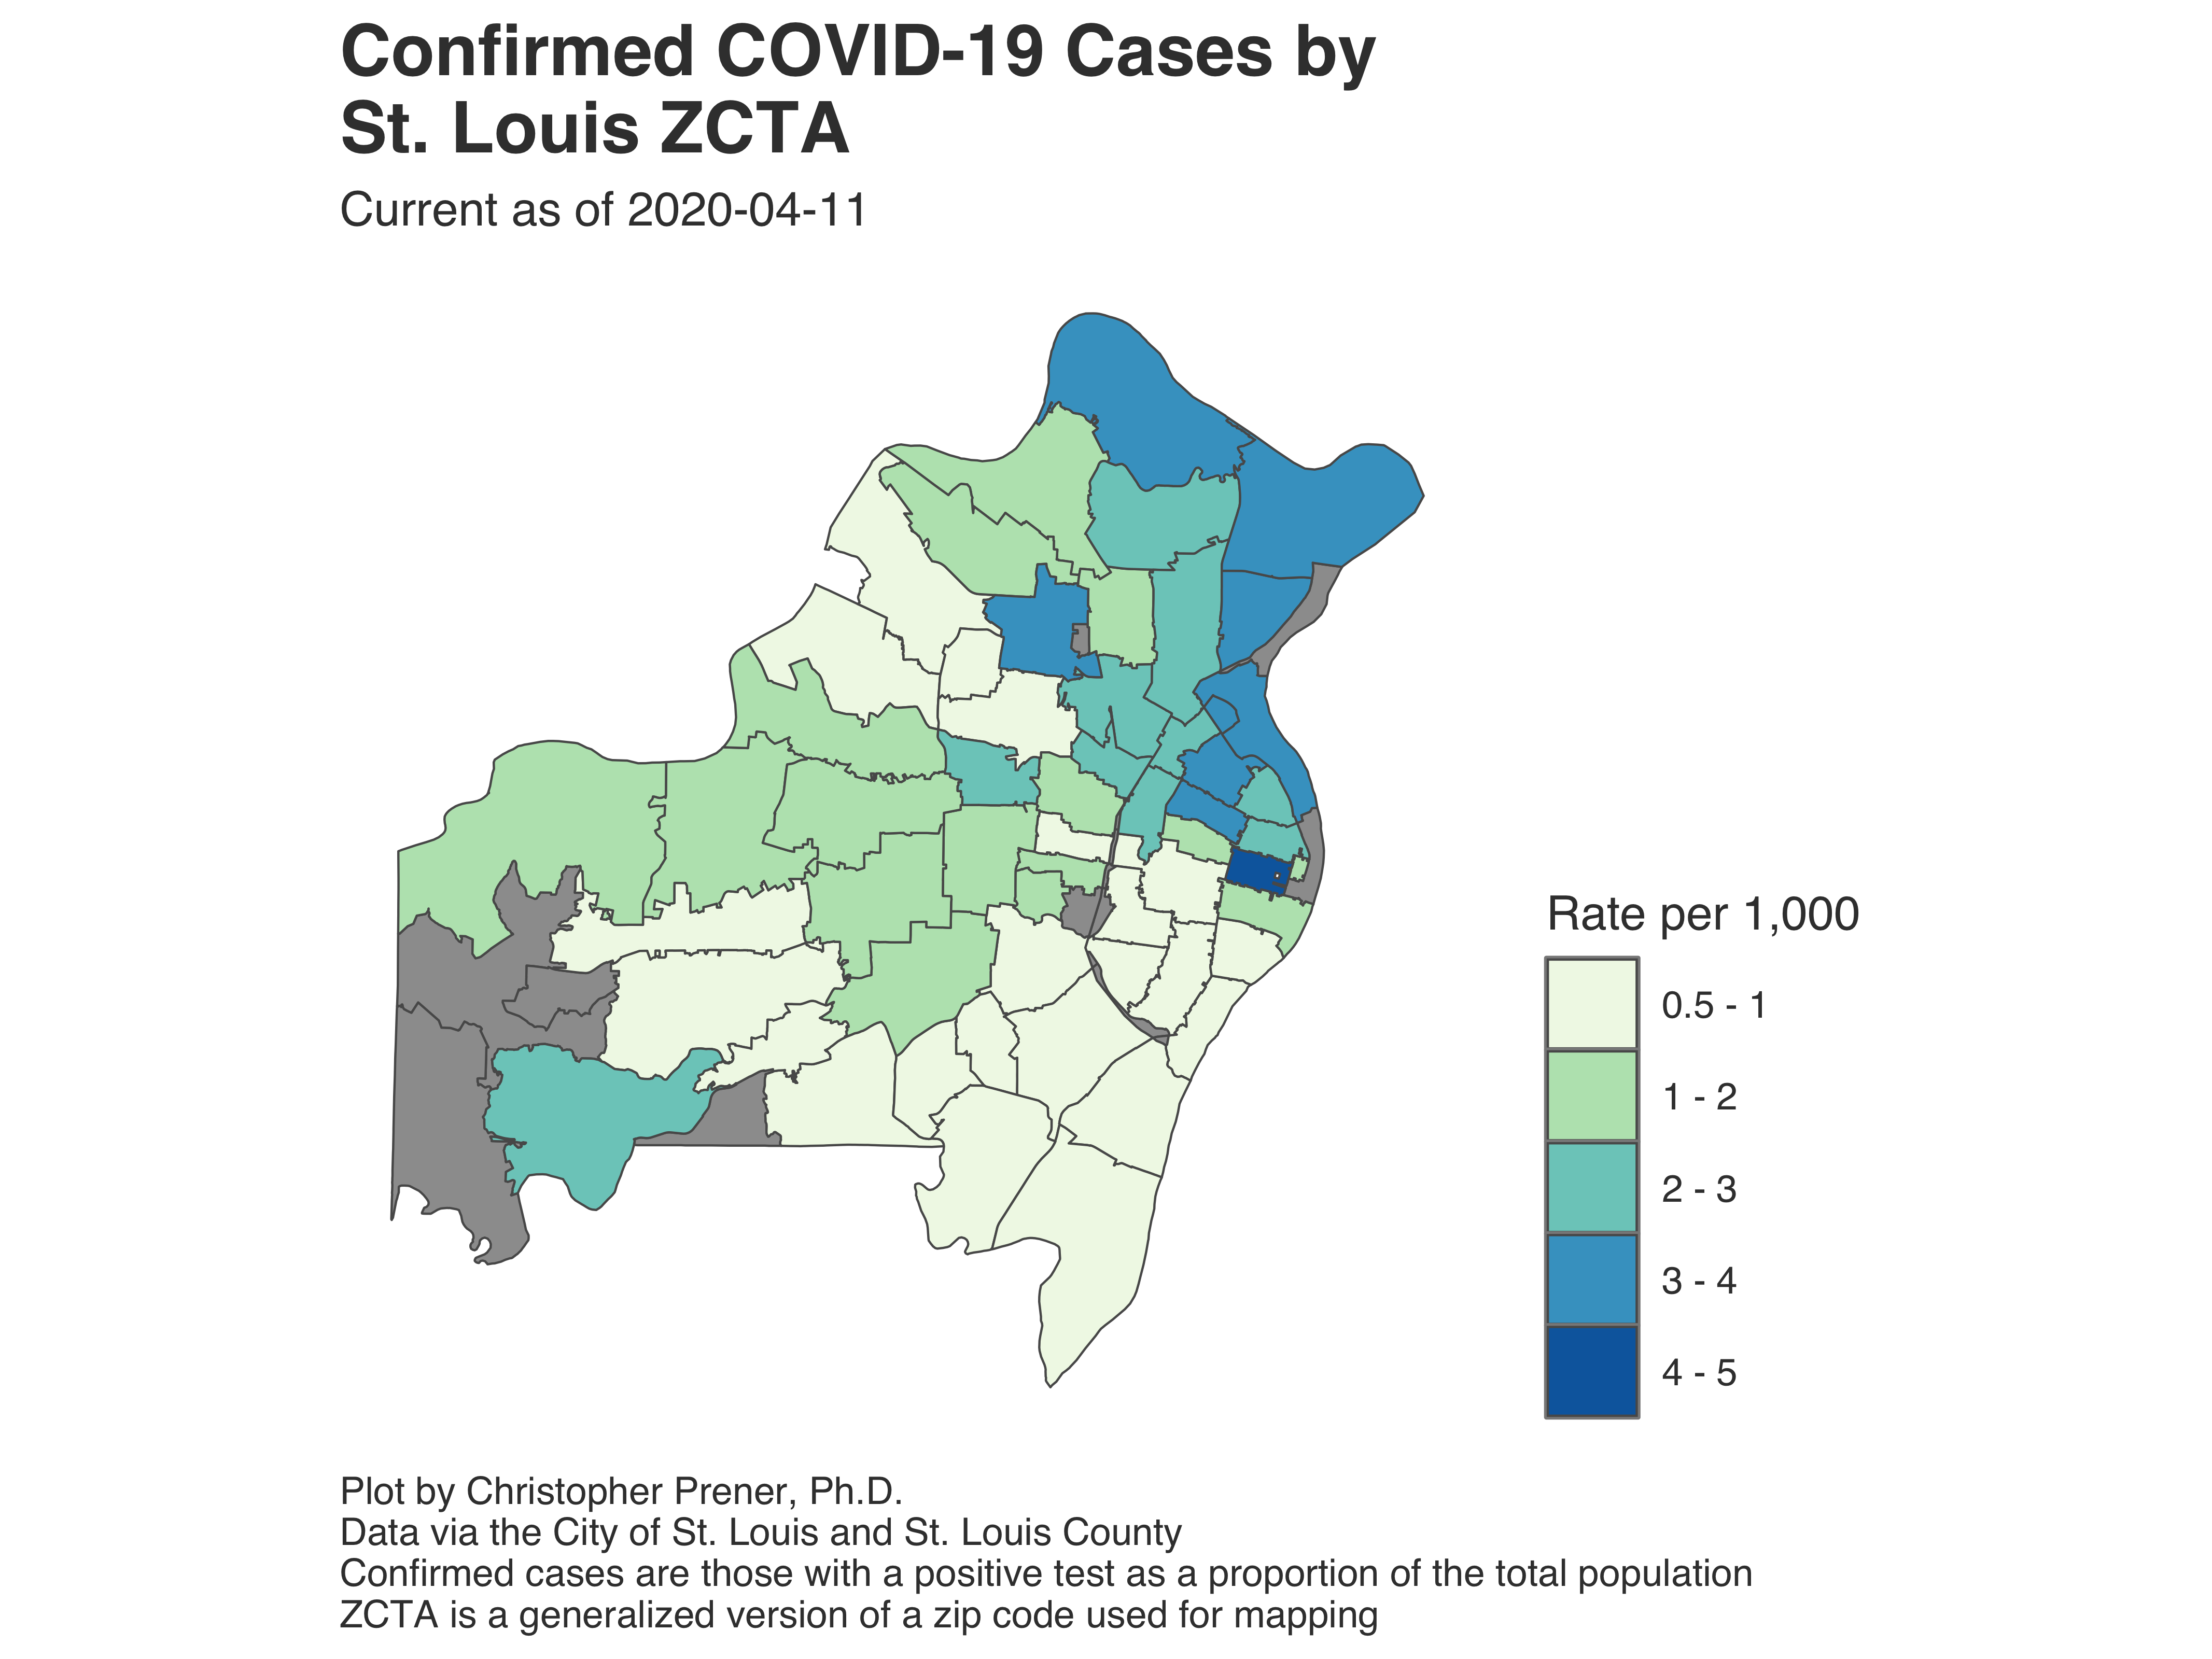 Confirmed COVID-19 Cases by
St. Louis ZCTA
Current as of 2020-04-11
Rate per 1,000
0.5 - 1
1 - 2
2 - 3
3 - 4
4 - 5
Plot by Christopher Prener, Ph.D.
Data via the City of St. Louis and St. Louis County
Confirmed cases are those with a positive test as a proportion of the total population
ZCTA is a generalized version of a zip code used for mapping